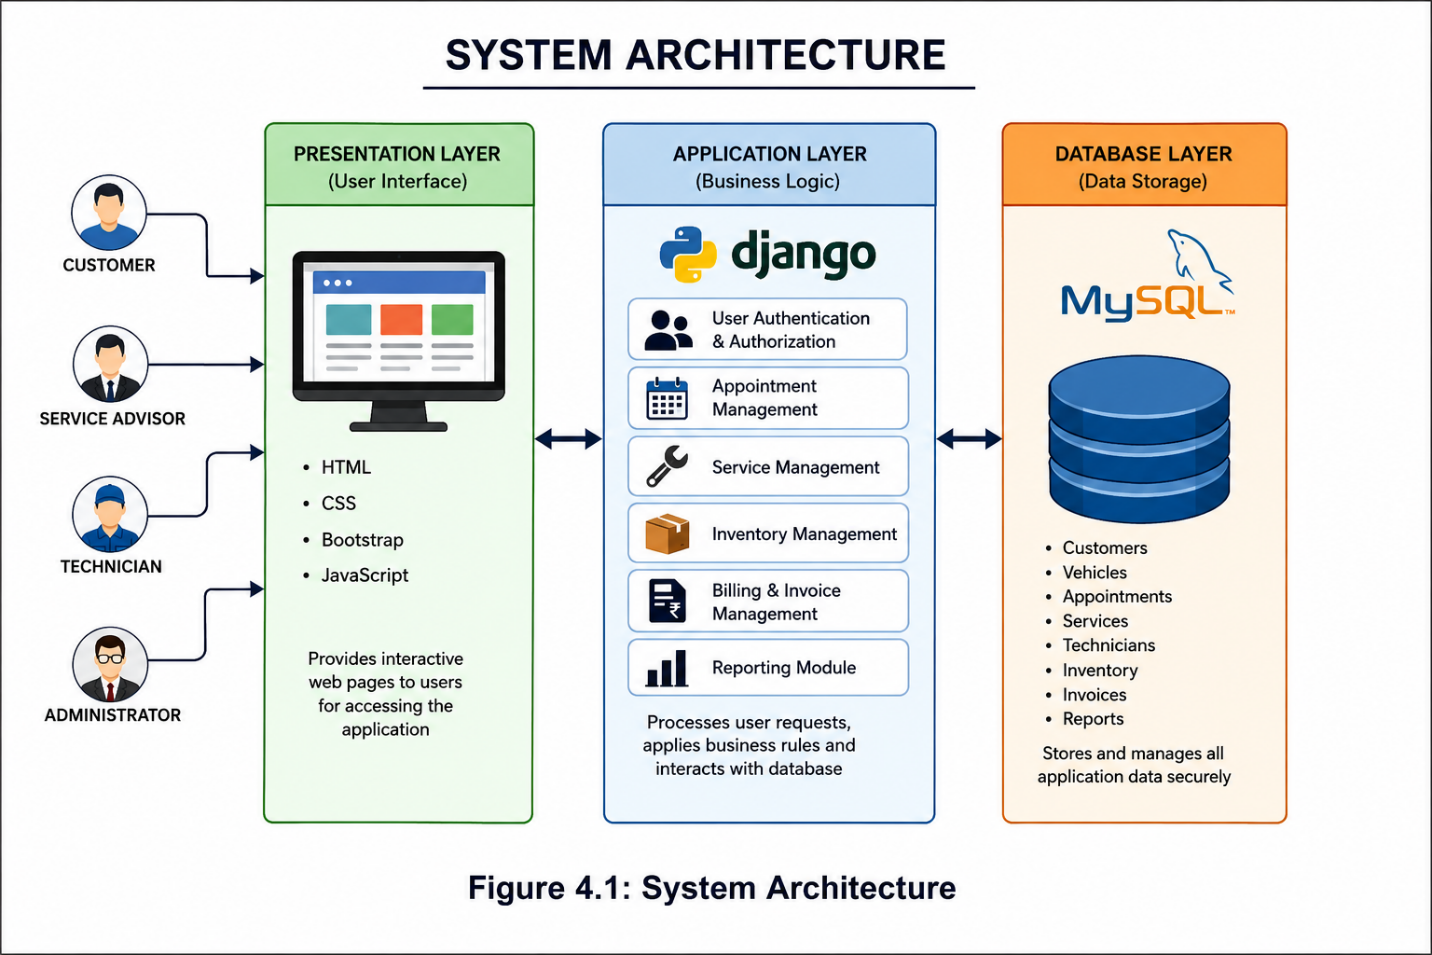 SYSTEM ARCHITECTURE
CUSTOMER
SERVICE ADVISOR
TECHNICIAN
ADMINISTRATOR
PRESENTATION LAYER
(User Interface)
• HTML
• CSS
• Bootstrap
• JavaScript
Provides interactive
web pages to users
for accessing the
application
APPLICATION LAYER
(Business Logic)
django
User Authentication
& Authorization
Appointment
Management
Service Management
Inventory Management
₹
Billing & Invoice
Management
Reporting Module
Processes user requests,
applies business rules and
interacts with database
DATABASE LAYER
(Data Storage)
MySQL™
• Customers
• Vehicles
• Appointments
• Services
• Technicians
• Inventory
• Invoices
• Reports
Stores and manages all
application data securely
Figure 4.1: System Architecture